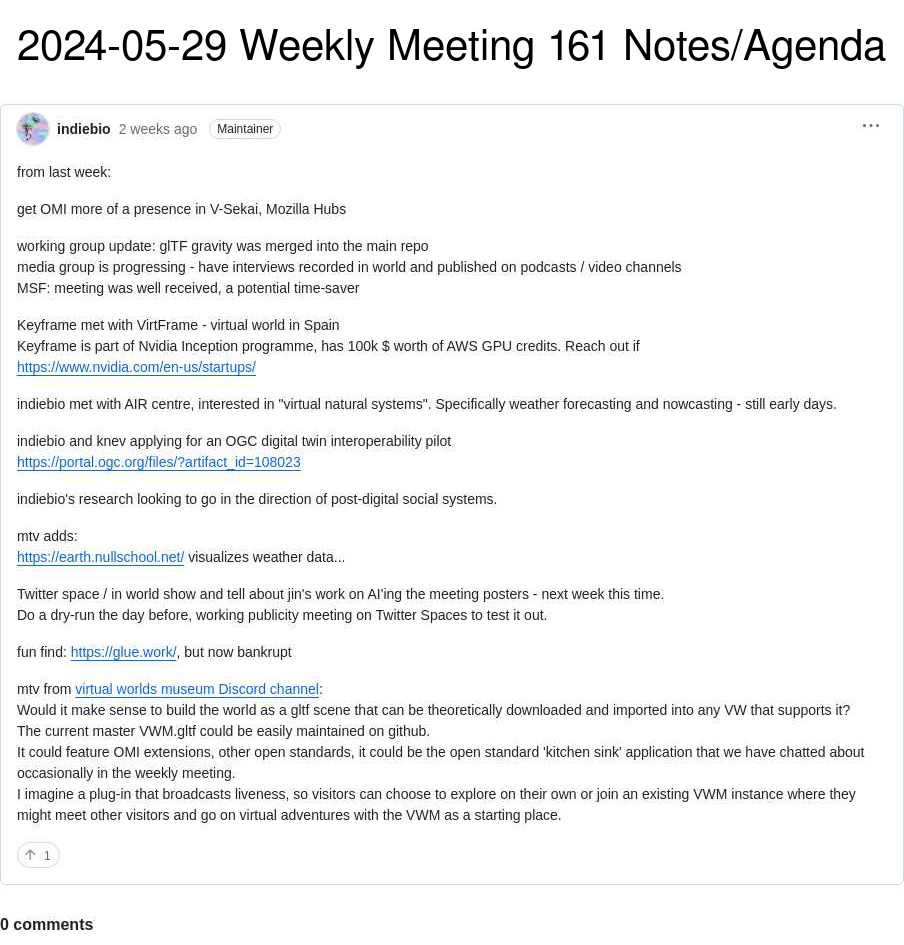 2024-05-29 Weekly Meeting 161 Notes/Agenda
indiebio 2 weeks ago Maintainer
from last week:
get OMI more of a presence in V-Sekai, Mozilla Hubs
working group update: glTF gravity was merged into the main repo
media group is progressing - have interviews recorded in world and published on podcasts / video channels
MSF: meeting was well received, a potential time-saver
Keyframe met with VirtFrame - virtual world in Spain
Keyframe is part of Nvidia Inception programme, has 100k $ worth of AWS GPU credits. Reach out if
https://www.nvidia.com/en-us/startups/
indiebio met with AIR centre, interested in "virtual natural systems". Specifically weather forecasting and nowcasting - still early days.
indiebio and knev applying for an OGC digital twin interoperability pilot
https://portal.ogc.org/files/?artifact_id=108023
indiebio's research looking to go in the direction of post-digital social systems.
mtv adds:
https://earth.nullschool.net/ visualizes weather data...
Twitter space / in world show and tell about jin's work on AI'ing the meeting posters - next week this time.
Do a dry-run the day before, working publicity meeting on Twitter Spaces to test it out.
fun find: https://glue.work/, but now bankrupt
mtv from virtual worlds museum Discord channel:
Would it make sense to build the world as a gltf scene that can be theoretically downloaded and imported into any VW that supports it?
The current master VWM.gltf could be easily maintained on github.
It could feature OMI extensions, other open standards, it could be the open standard 'kitchen sink' application that we have chatted about
occasionally in the weekly meeting.
I imagine a plug-in that broadcasts liveness, so visitors can choose to explore on their own or join an existing VWM instance where they
might meet other visitors and go on virtual adventures with the VWM as a starting place.
1
0 comments